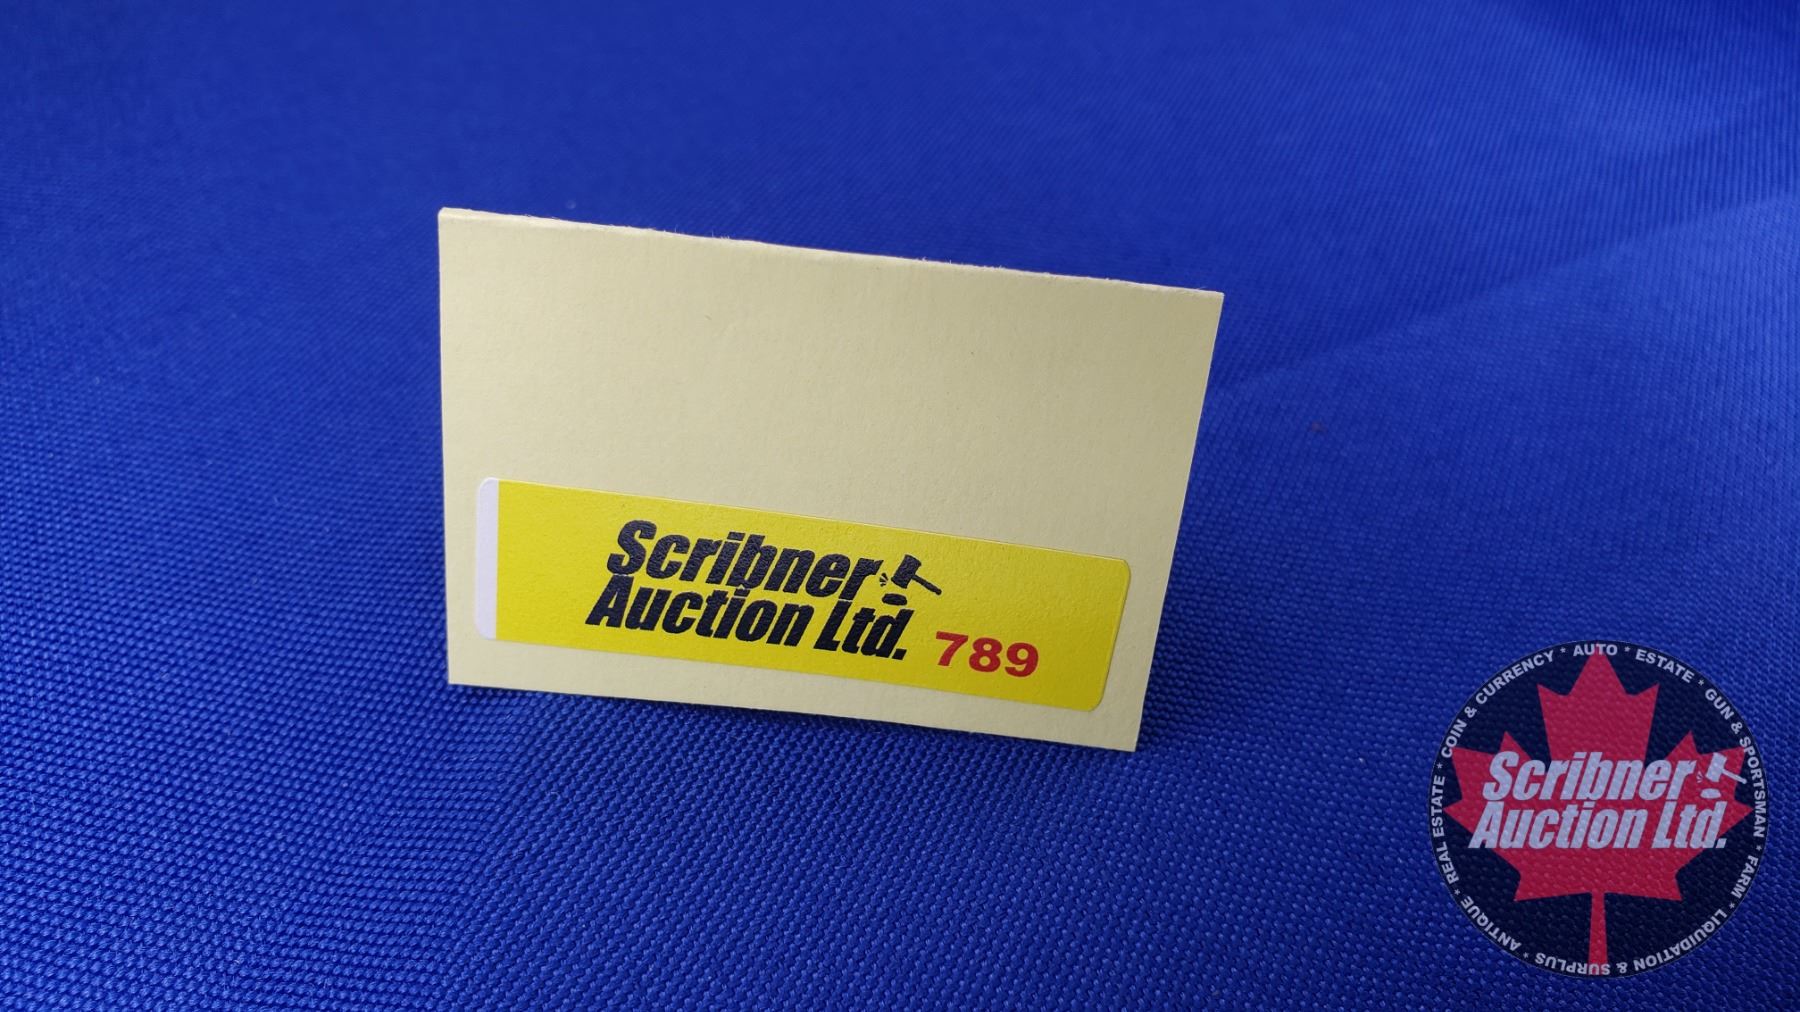 Scribner
Auction Ltd. 789
REAL ESTATE * COIN & CURRENCY * AUTO * ESTATE * GUN & SPORTSMAN * FARM * LIQUIDATION & SURPLUS * ANTIQUE *
Scribner
Auction Ltd.